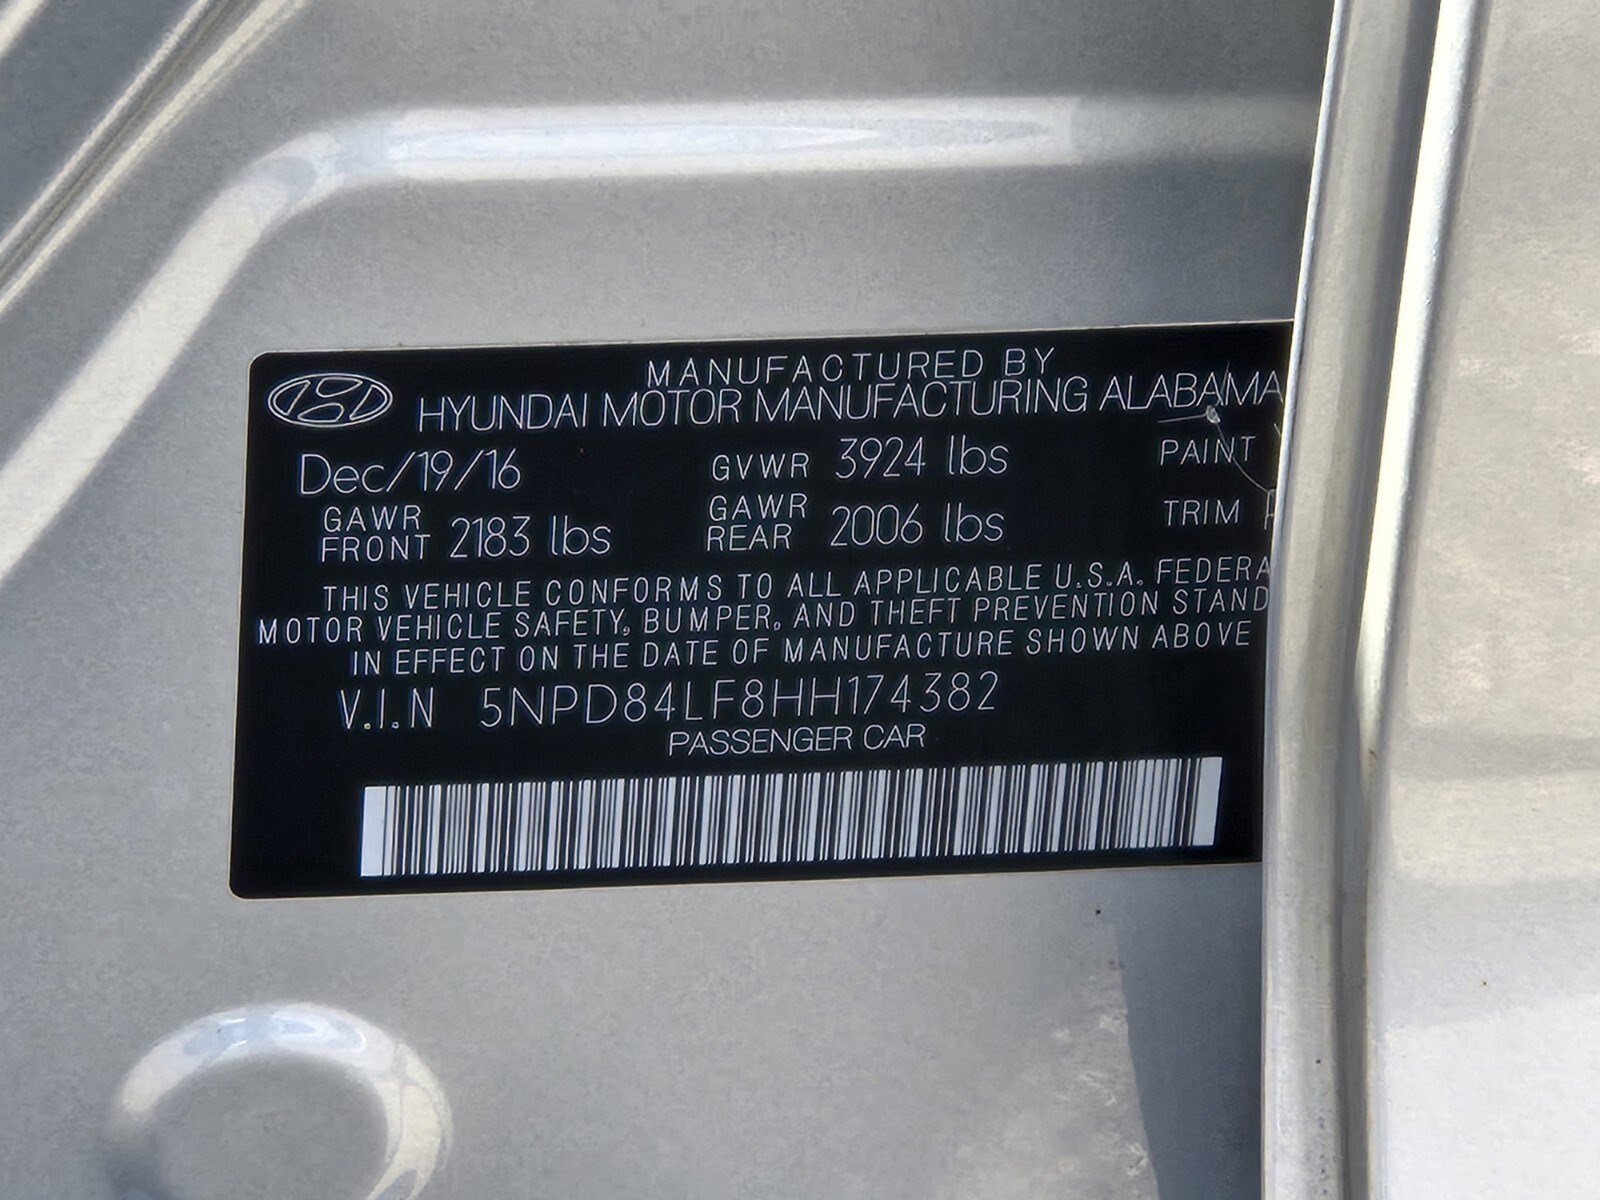 MANUFACTURED BY
HYUNDAI MOTOR MANUFACTURING ALABAMA
Dec/19/16 GVWR 3924 lbs PAINT
GAWR FRONT 2183 lbs GAWR REAR 2006 lbs TRIM
THIS VEHICLE CONFORMS TO ALL APPLICABLE U.S.A. FEDERA
MOTOR VEHICLE SAFETY, BUMPER, AND THEFT PREVENTION STAND
IN EFFECT ON THE DATE OF MANUFACTURE SHOWN ABOVE
V.I.N 5NPD84LF8HH174382
PASSENGER CAR